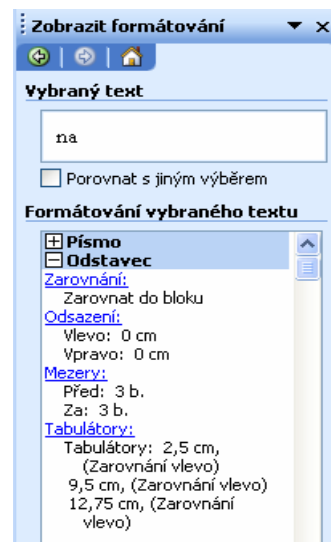 Zobrazit formátování
Vybraný text
na
Porovnat s jiným výběrem
Formátování vybraného textu
Písmo
Odstavec
Zarovnání:
Zarovnat do bloku
Odsazení:
Vlevo: 0 cm
Vpravo: 0 cm
Mezery:
Před: 3 b.
Za: 3 b.
Tabulátory:
Tabulátory: 2,5 cm,
(Zarovnání vlevo)
9,5 cm, (Zarovnání vlevo)
12,75 cm, (Zarovnání
vlevo)